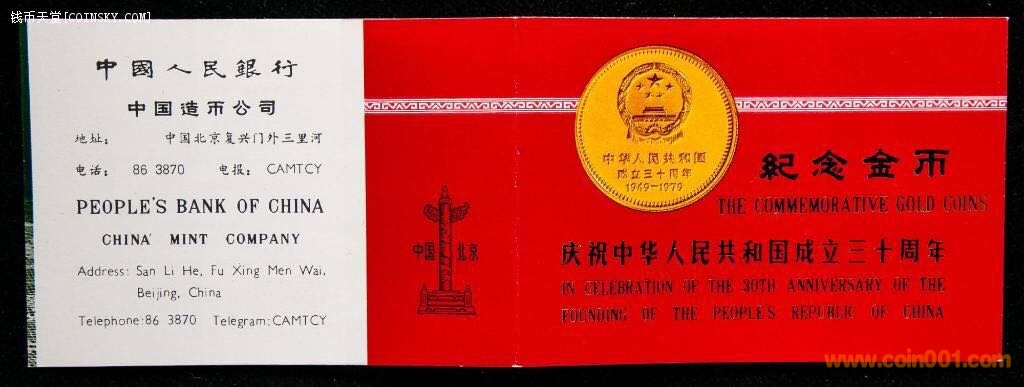 钱币天堂[COINSKY.COM]
中國人民銀行
中国造币公司
地址： 中国北京复兴门外三里河
电话： 86 3870 电报： CAMTCY
PEOPLE'S BANK OF CHINA
CHINA' MINT COMPANY
Address: San Li He, Fu Xing Men Wai,
Beijing, China
Telephone:86 3870 Telegram:CAMTCY
中国 北京
中华人民共和国
成立三十周年
1949-1979
紀念金币
THE COMMEMORATIVE GOLD COINS
庆祝中华人民共和国成立三十周年
IN CELEBRATION OF THE 30TH ANNIVERSARY OF THE
FOUNDING OF THE PEOPLE'S REPUBLIC OF CHINA
www.coin001.com